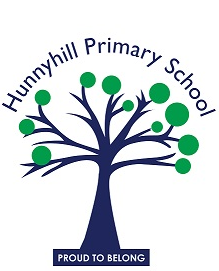 Hunnyhill Primary School
PROUD TO BELONG